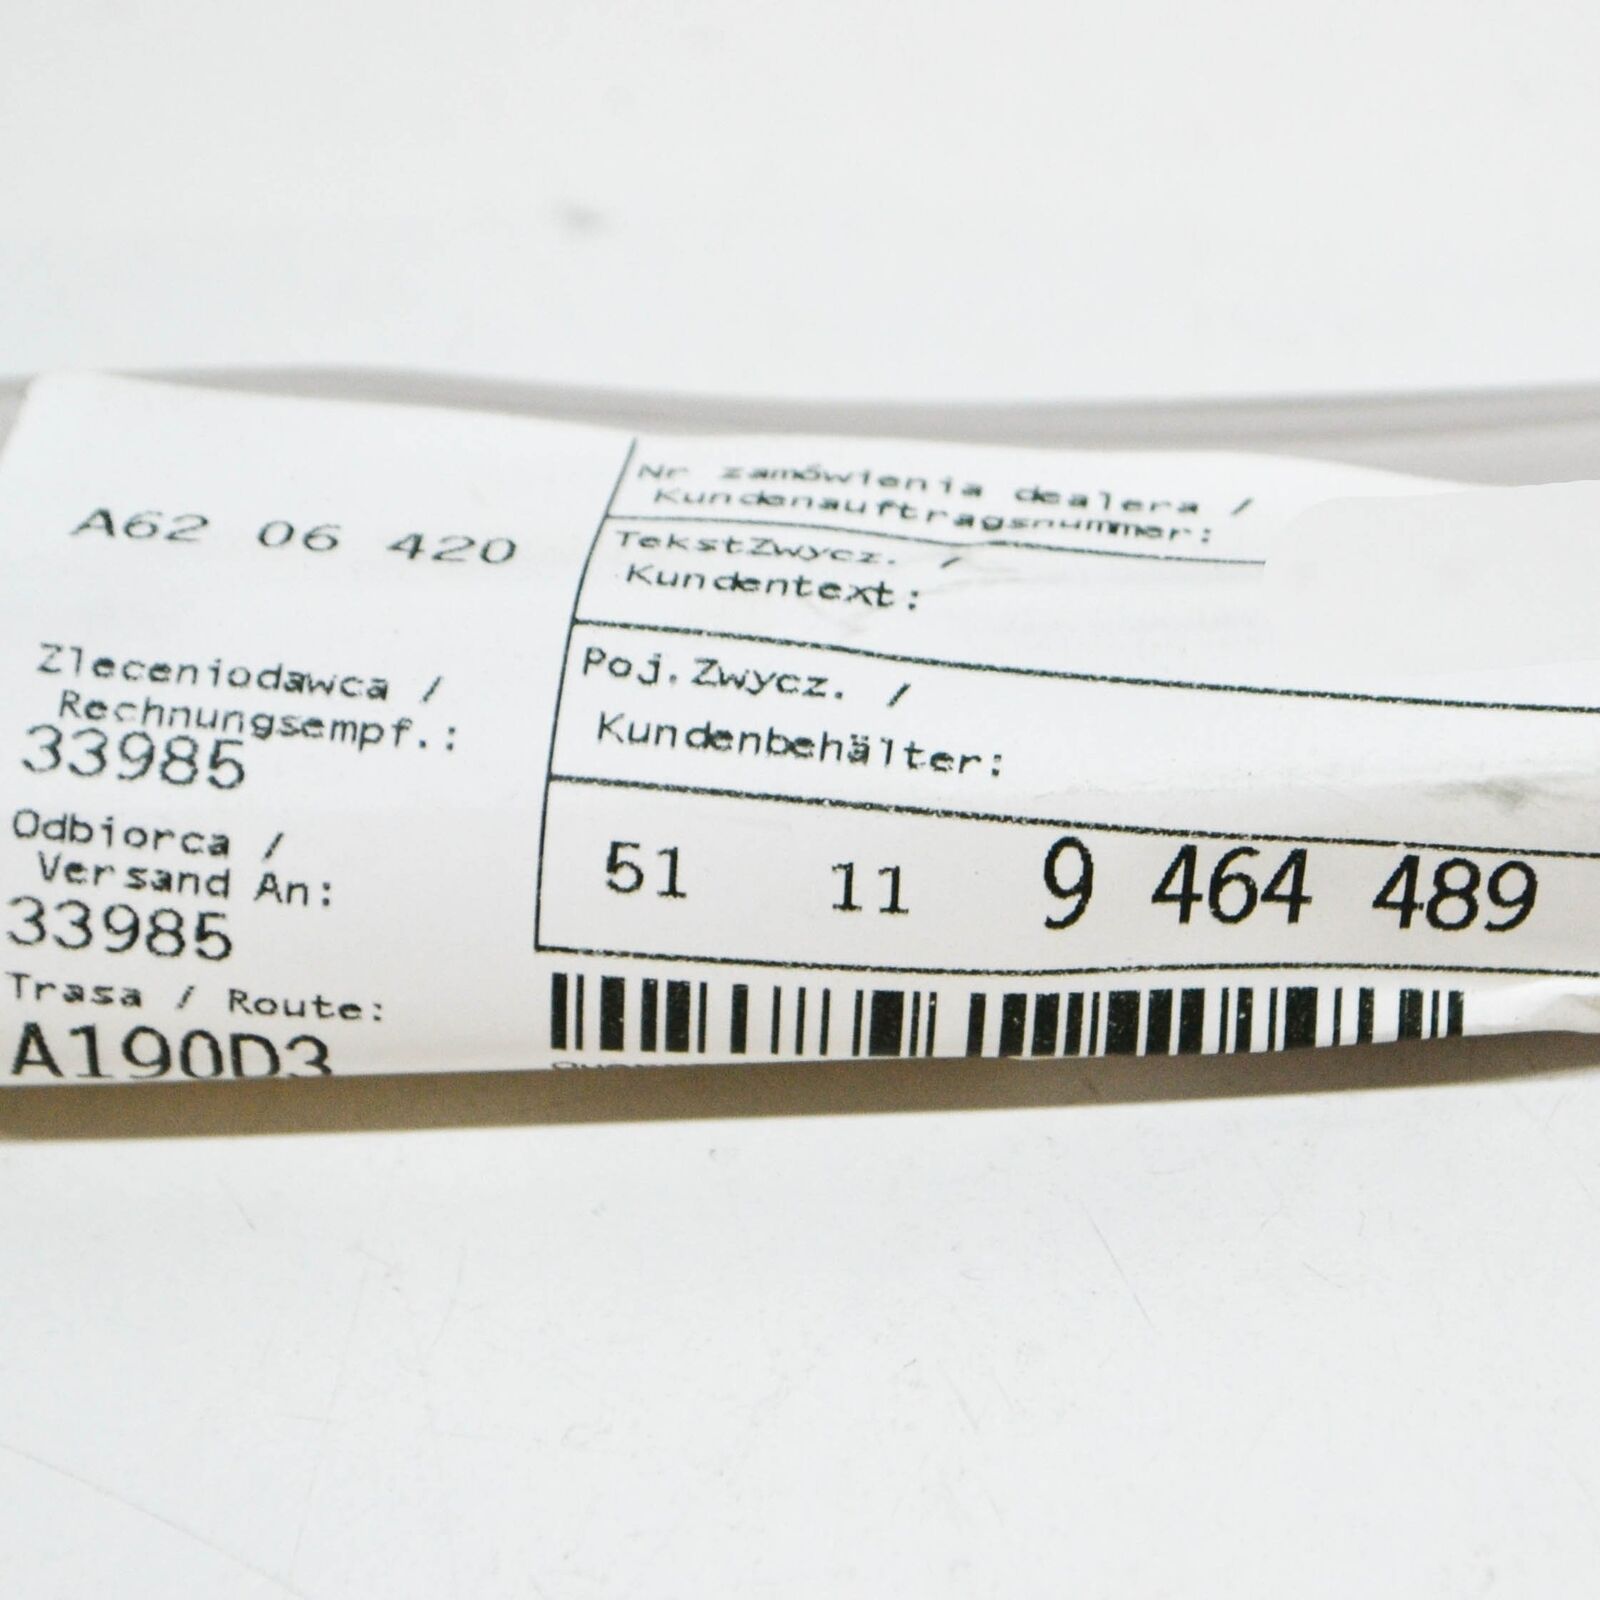 A62 06 420
Zleceniodawca /
Rechnungsempf.:
33985
Odbiorca /
Versand An:
33985
Trasa / Route:
A190D3
Nr zamówienia dealera /
Kundenauftragsnummer:
TekstZwycz. /
Kundentext:
Poj.Zwycz. /
Kundenbehälter:
51 11 9 464 489